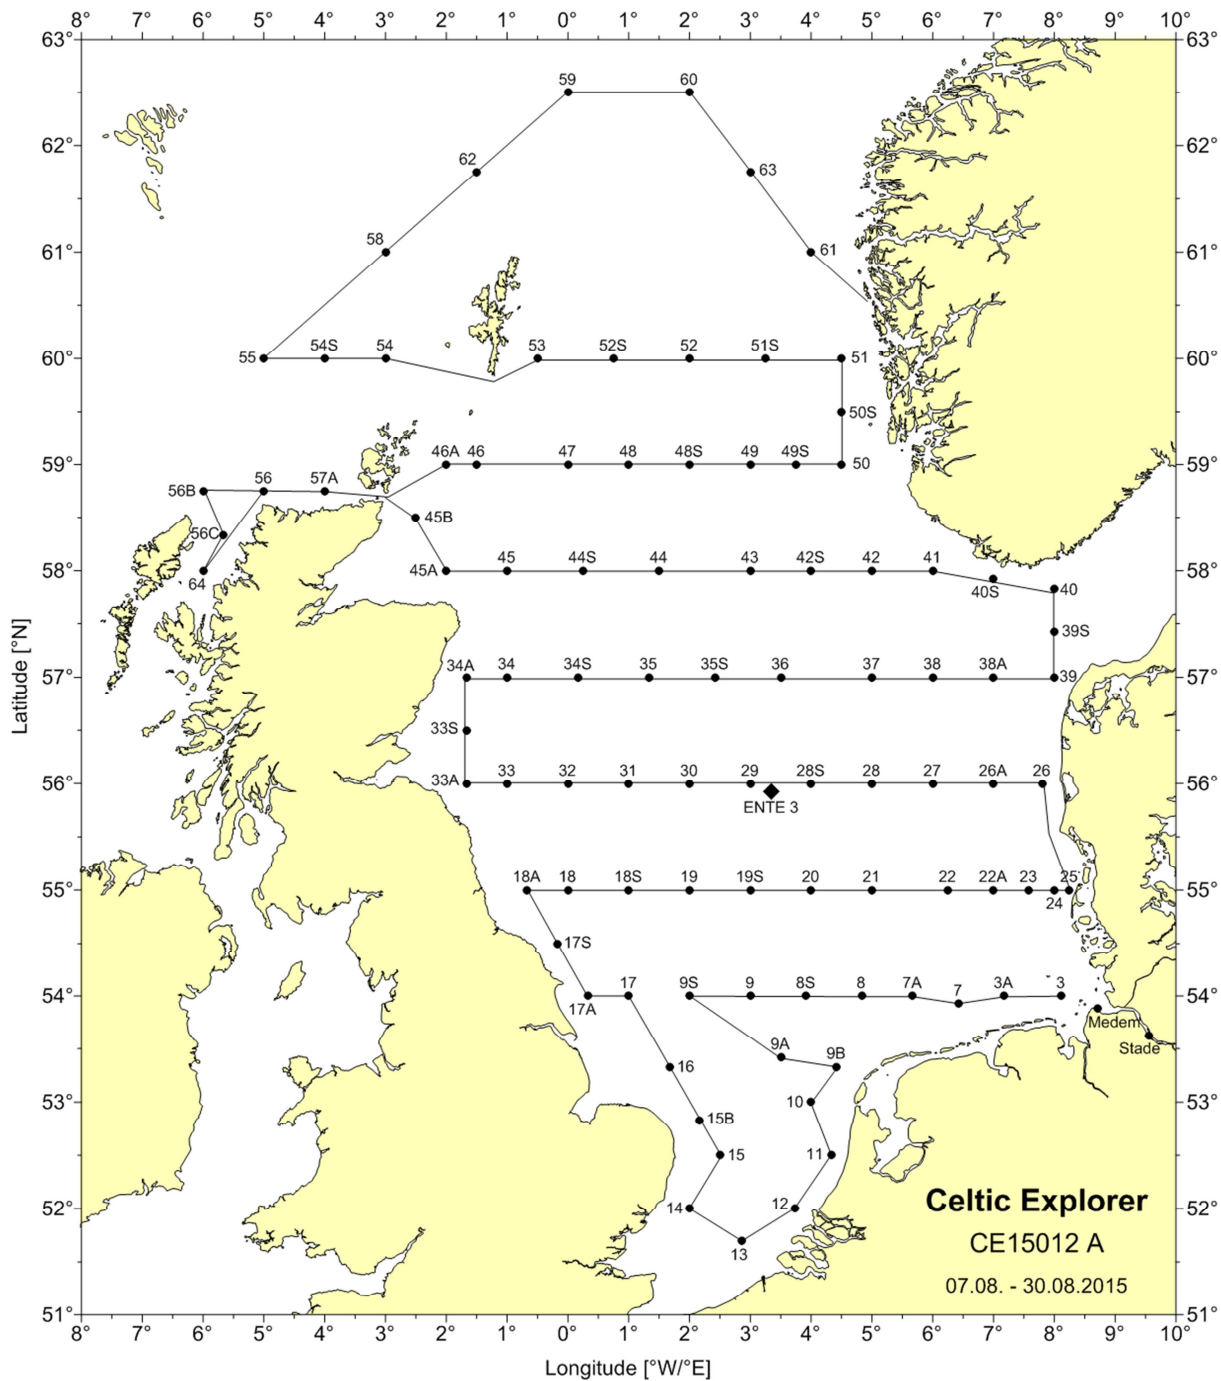 8° 7° 6° 5° 4° 3° 2° 1° 0° 1° 2° 3° 4° 5° 6° 7° 8° 9° 10°
63° 63°
59 60
62° 62°
62 63
58 61
61° 61°
60° 55 54S 54 53 52S 52 51S 51 60°
50S
59° 46A 46 47 48 48S 49 49S 50 59°
56B 56 57A
45B
56C
58° 64 45A 45 44S 44 43 42S 42 41 58°
40S 40
39S
57° 34A 34 34S 35 35S 36 37 38 38A 39 57°
33S
56° 33A 33 32 31 30 29 28S 28 27 26A 26 56°
ENTE 3
55° 18A 18 18S 19 19S 20 21 22 22A 23 25 55°
24
17S
54° 17A 17 9S 9 8S 8 7A 7 3A 3 54°
Medem
Stade
9A 9B
16
53° 10 53°
15B
15 11
52° 14 12 52°
13
Celtic Explorer
CE15012 A
07.08. - 30.08.2015
51° 51°
8° 7° 6° 5° 4° 3° 2° 1° 0° 1° 2° 3° 4° 5° 6° 7° 8° 9° 10°
Longitude [°W/°E]
Latitude [°N]